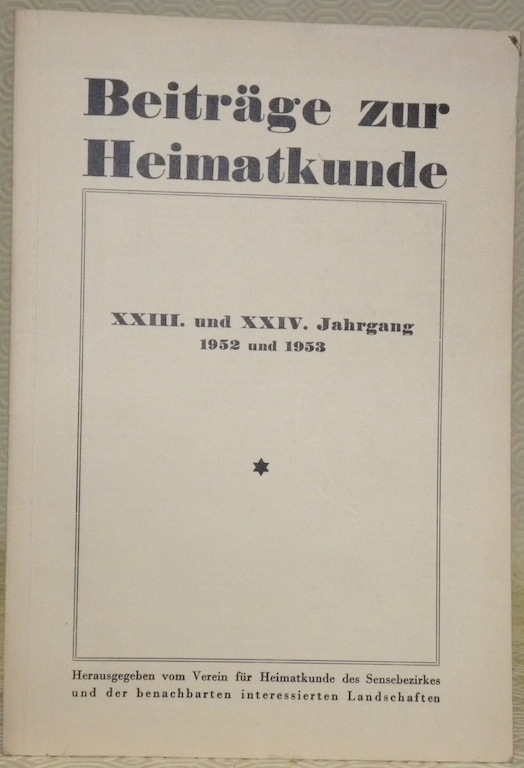 Beiträge zur
Heimatkunde
XXIII. und XXIV. Jahrgang
1952 und 1953
Herausgegeben vom Verein für Heimatkunde des Sensebezirkes
und der benachbarten interessierten Landschaften